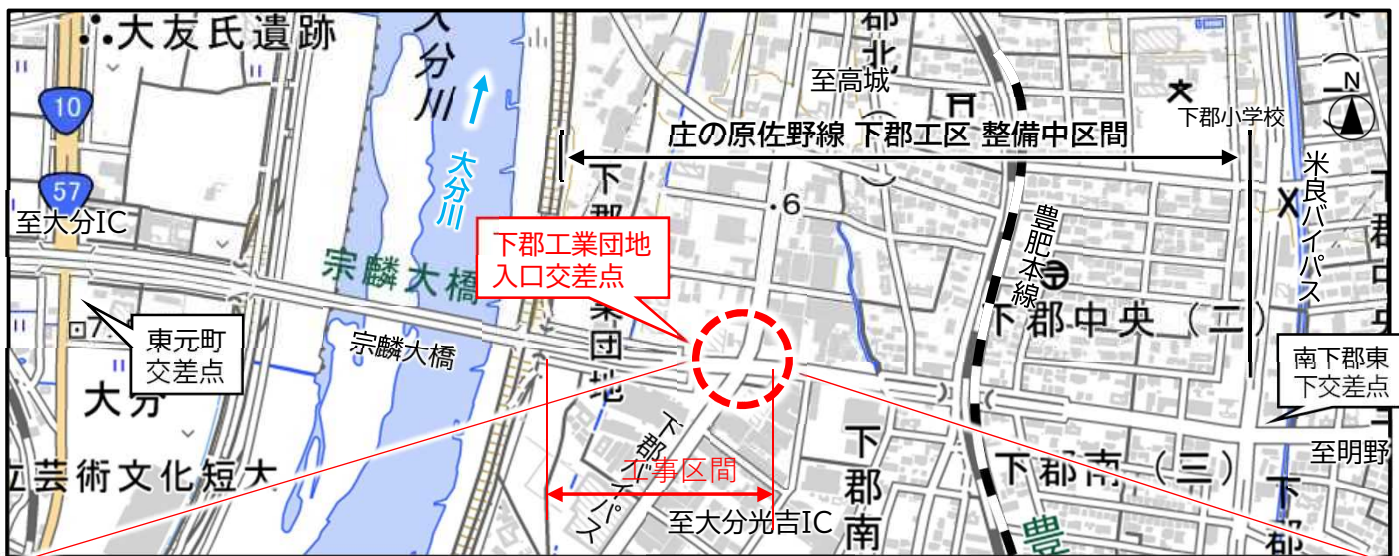 大友氏遺跡
大分川
郡北(二)
至高城
N
下郡小学校
10
庄の原佐野線 下郡工区 整備中区間
57
大分川
至大分IC
6
米良バイパス
下郡工業団地
入口交差点
豊肥本線
宗麟大橋
宗麟大橋
下郡中央(二)
東元町
交差点
南下郡東
下交差点
大分
下郡バイパス
工事区間
下郡南(三)
至明野
立芸術文化短大
至大分光吉IC
下郡南
豊
下郡